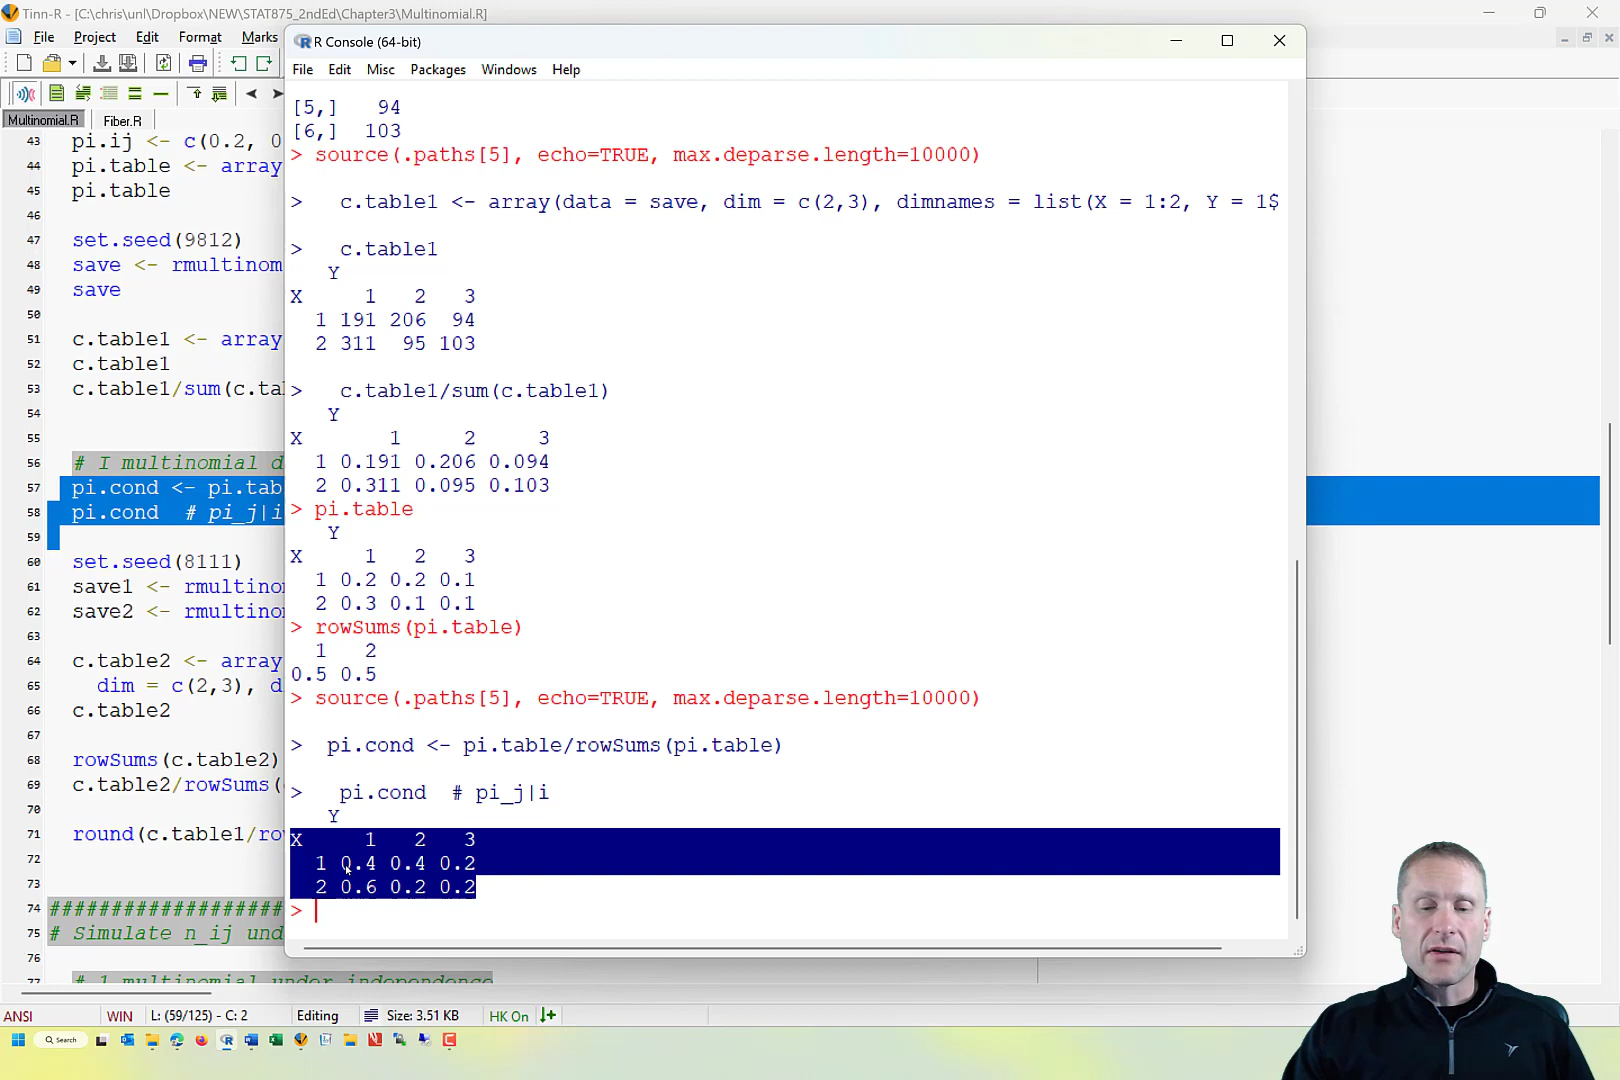 Tinn-R - [C:\chris\unl\Dropbox\NEW\STAT875_2ndEd\Chapter3\Multinomial.R]
File Project Edit Format Marks
Multinomial.R Fiber.R
43 pi.ij <- c(0.2, 0
44 pi.table <- array
45 pi.table
46
47 set.seed(9812)
48 save <- rmultinom
49 save
50
51 c.table1 <- array
52 c.table1
53 c.table1/sum(c.ta
54
55
56 # I multinomial d
57 pi.cond <- pi.tab
58 pi.cond # pi_j|i
59
60 set.seed(8111)
61 save1 <- rmultino
62 save2 <- rmultino
63
64 c.table2 <- array
65 dim = c(2,3), d
66 c.table2
67
68 rowSums(c.table2)
69 c.table2/rowSums(
70
71 round(c.table1/ro
72
73
74 ###################
75 # Simulate n_ij und
76
77 # 1 multinomial under independence
R Console (64-bit)
File Edit Misc Packages Windows Help
[5,] 94
[6,] 103
> source(.paths[5], echo=TRUE, max.deparse.length=10000)
> c.table1 <- array(data = save, dim = c(2,3), dimnames = list(X = 1:2, Y = 1$
> c.table1
Y
X 1 2 3
1 191 206 94
2 311 95 103
> c.table1/sum(c.table1)
Y
X 1 2 3
1 0.191 0.206 0.094
2 0.311 0.095 0.103
> pi.table
Y
X 1 2 3
1 0.2 0.2 0.1
2 0.3 0.1 0.1
> rowSums(pi.table)
1 2
0.5 0.5
> source(.paths[5], echo=TRUE, max.deparse.length=10000)
> pi.cond <- pi.table/rowSums(pi.table)
> pi.cond # pi_j|i
Y
X 1 2 3
1 0.4 0.4 0.2
2 0.6 0.2 0.2
>
ANSI WIN L: (59/125) - C: 2 Editing Size: 3.51 KB HK On
Search